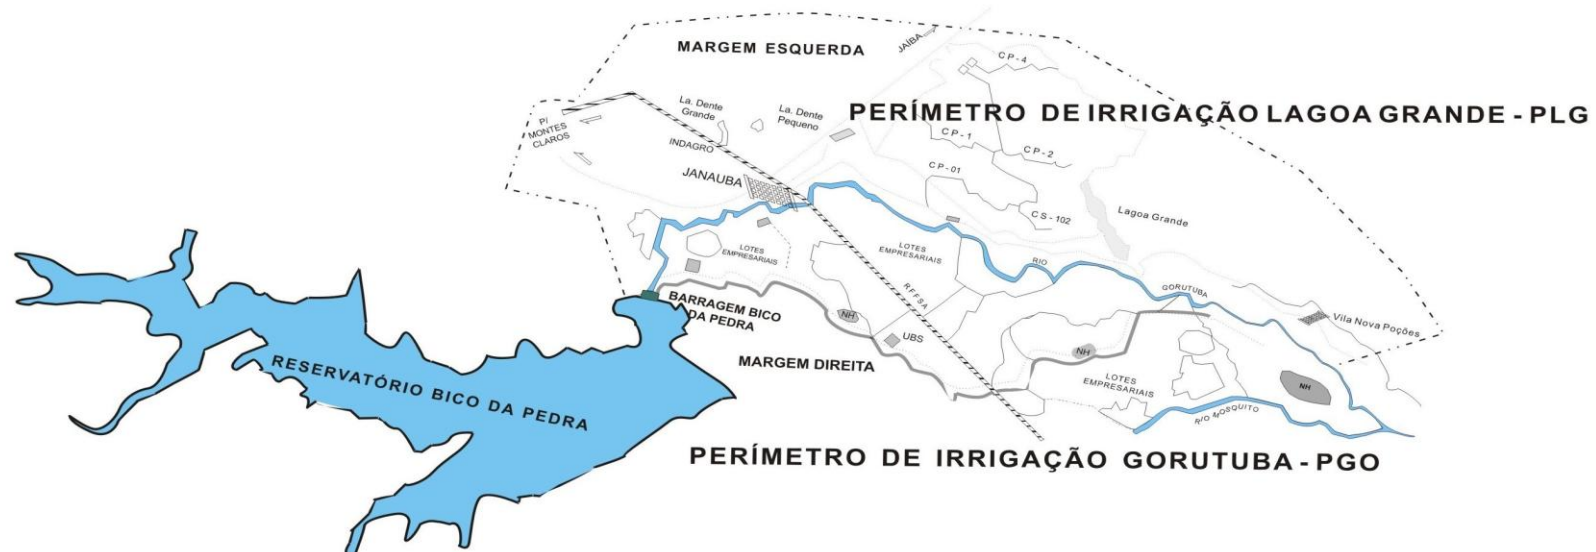 MARGEM ESQUERDA
JAÍBA
CP-4
La. Dente
Grande
La. Dente
Pequeno
PERÍMETRO DE IRRIGAÇÃO LAGOA GRANDE - PLG
P/
MONTES
CLAROS
INDAGRO
CP-1
CP-2
JANAUBA
CP-01
CS-102
Lagoa Grande
LOTES
EMPRESARIAIS
LOTES
EMPRESARIAIS
RIO
GORUTUBA
RFFSA
BARRAGEM BICO
DA PEDRA
NH
UBS
Vila Nova Poções
MARGEM DIREITA
NH
LOTES
EMPRESARIAIS
NH
RIO MOSQUITO
RESERVATÓRIO BICO DA PEDRA
PERÍMETRO DE IRRIGAÇÃO GORUTUBA - PGO